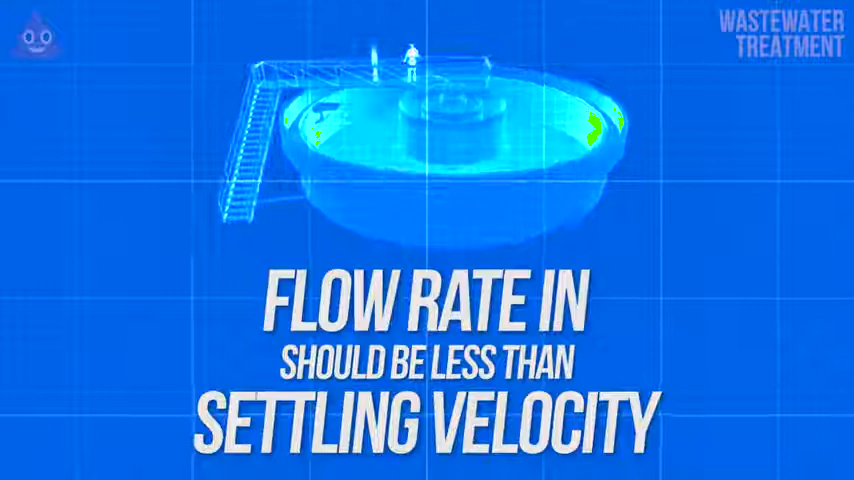 WASTEWATER
TREATMENT
FLOW RATE IN
SHOULD BE LESS THAN
SETTLING VELOCITY